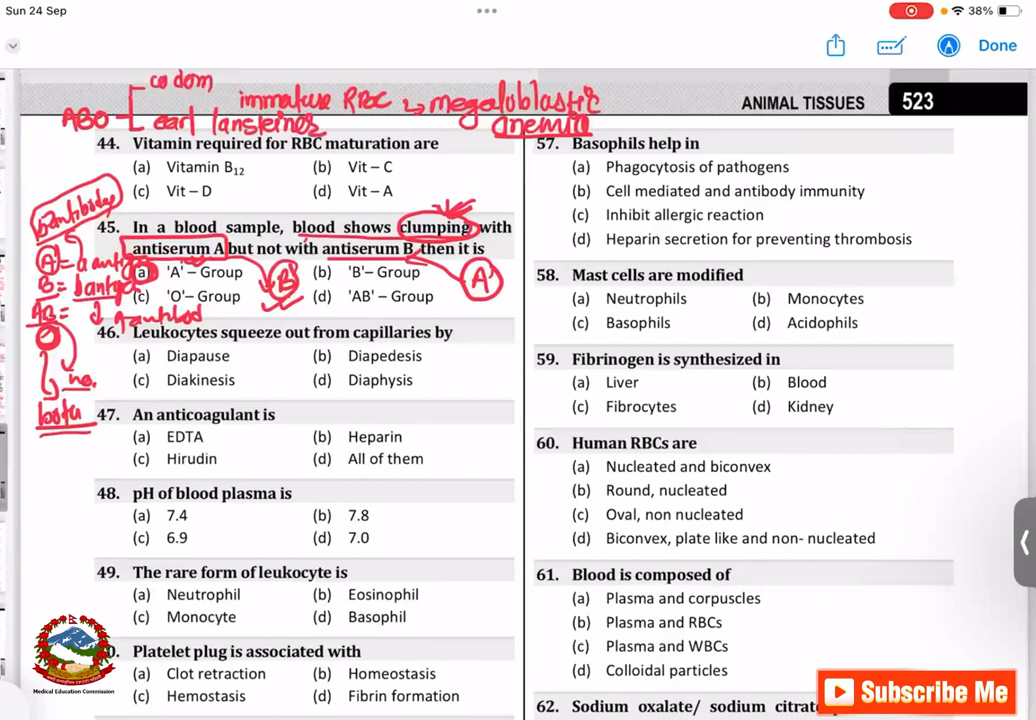 Sun 24 Sep
38%
Done
co dom
ABO
immature RBC
megaloblastic
anemia
ANIMAL TISSUES 523
44. Vitamin required for RBC maturation are
(a) Vitamin B12 (b) Vit – C
(c) Vit – D (d) Vit – A
45. In a blood sample, blood shows clumping with
antiserum A but not with antiserum B then it is
(a) 'A' – Group (b) 'B'– Group
(c) 'O'– Group (d) 'AB' – Group
A =
B =
AB =
no.
'B'
A'
46. Leukocytes squeeze out from capillaries by
(a) Diapause (b) Diapedesis
(c) Diakinesis (d) Diaphysis
47. An anticoagulant is
(a) EDTA (b) Heparin
(c) Hirudin (d) All of them
48. pH of blood plasma is
(a) 7.4 (b) 7.8
(c) 6.9 (d) 7.0
49. The rare form of leukocyte is
(a) Neutrophil (b) Eosinophil
(c) Monocyte (d) Basophil
0. Platelet plug is associated with
(a) Clot retraction (b) Homeostasis
(c) Hemostasis (d) Fibrin formation
Medical Education Commission
57. Basophils help in
(a) Phagocytosis of pathogens
(b) Cell mediated and antibody immunity
(c) Inhibit allergic reaction
(d) Heparin secretion for preventing thrombosis
58. Mast cells are modified
(a) Neutrophils (b) Monocytes
(c) Basophils (d) Acidophils
59. Fibrinogen is synthesized in
(a) Liver (b) Blood
(c) Fibrocytes (d) Kidney
60. Human RBCs are
(a) Nucleated and biconvex
(b) Round, nucleated
(c) Oval, non nucleated
(d) Biconvex, plate like and non- nucleated
61. Blood is composed of
(a) Plasma and corpuscles
(b) Plasma and RBCs
(c) Plasma and WBCs
(d) Colloidal particles
62. Sodium oxalate/ sodium citrat
Subscribe Me